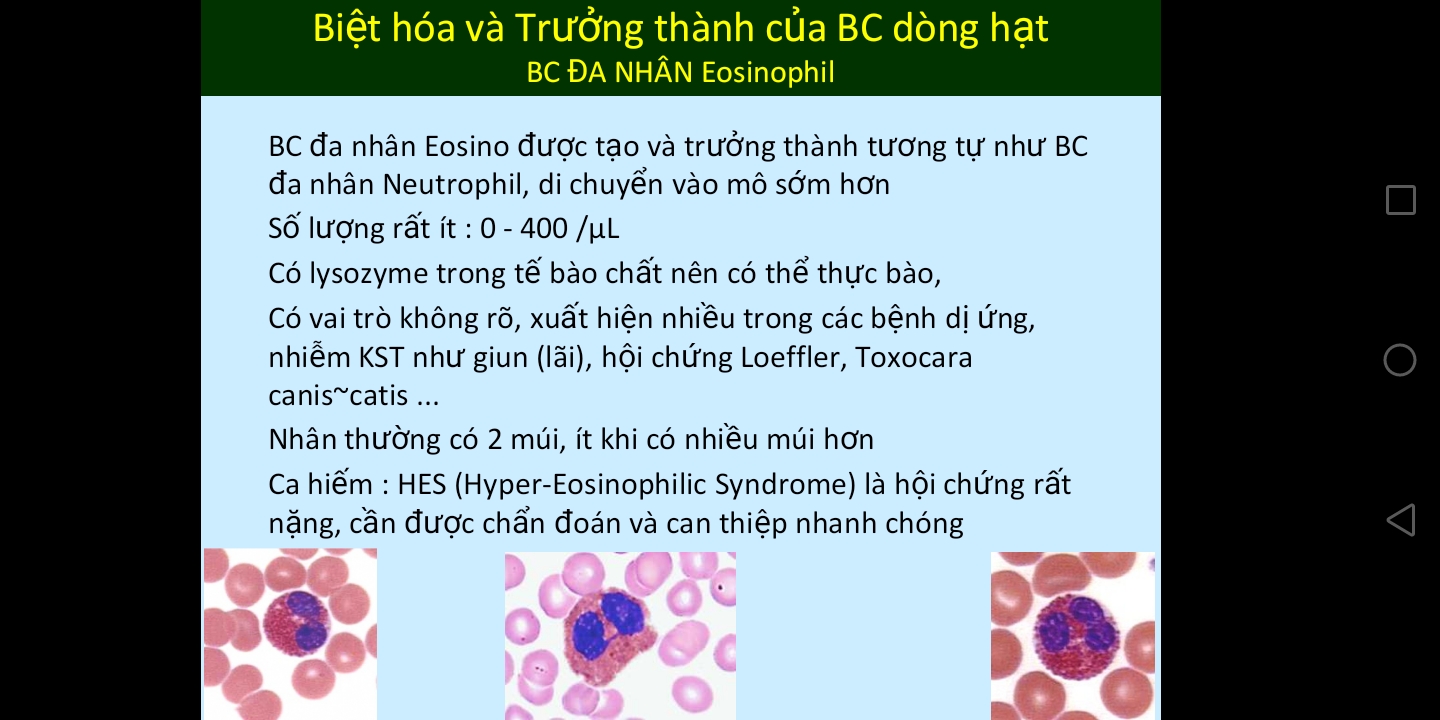 Biệt hóa và Trưởng thành của BC dòng hạt
BC ĐA NHÂN Eosinophil
BC đa nhân Eosino được tạo và trưởng thành tương tự như BC
đa nhân Neutrophil, di chuyển vào mô sớm hơn
Số lượng rất ít : 0 - 400 /µL
Có lysozyme trong tế bào chất nên có thể thực bào,
Có vai trò không rõ, xuất hiện nhiều trong các bệnh dị ứng,
nhiễm KST như giun (lãi), hội chứng Loeffler, Toxocara
canis~catis ...
Nhân thường có 2 múi, ít khi có nhiều múi hơn
Ca hiếm : HES (Hyper-Eosinophilic Syndrome) là hội chứng rất
nặng, cần được chẩn đoán và can thiệp nhanh chóng